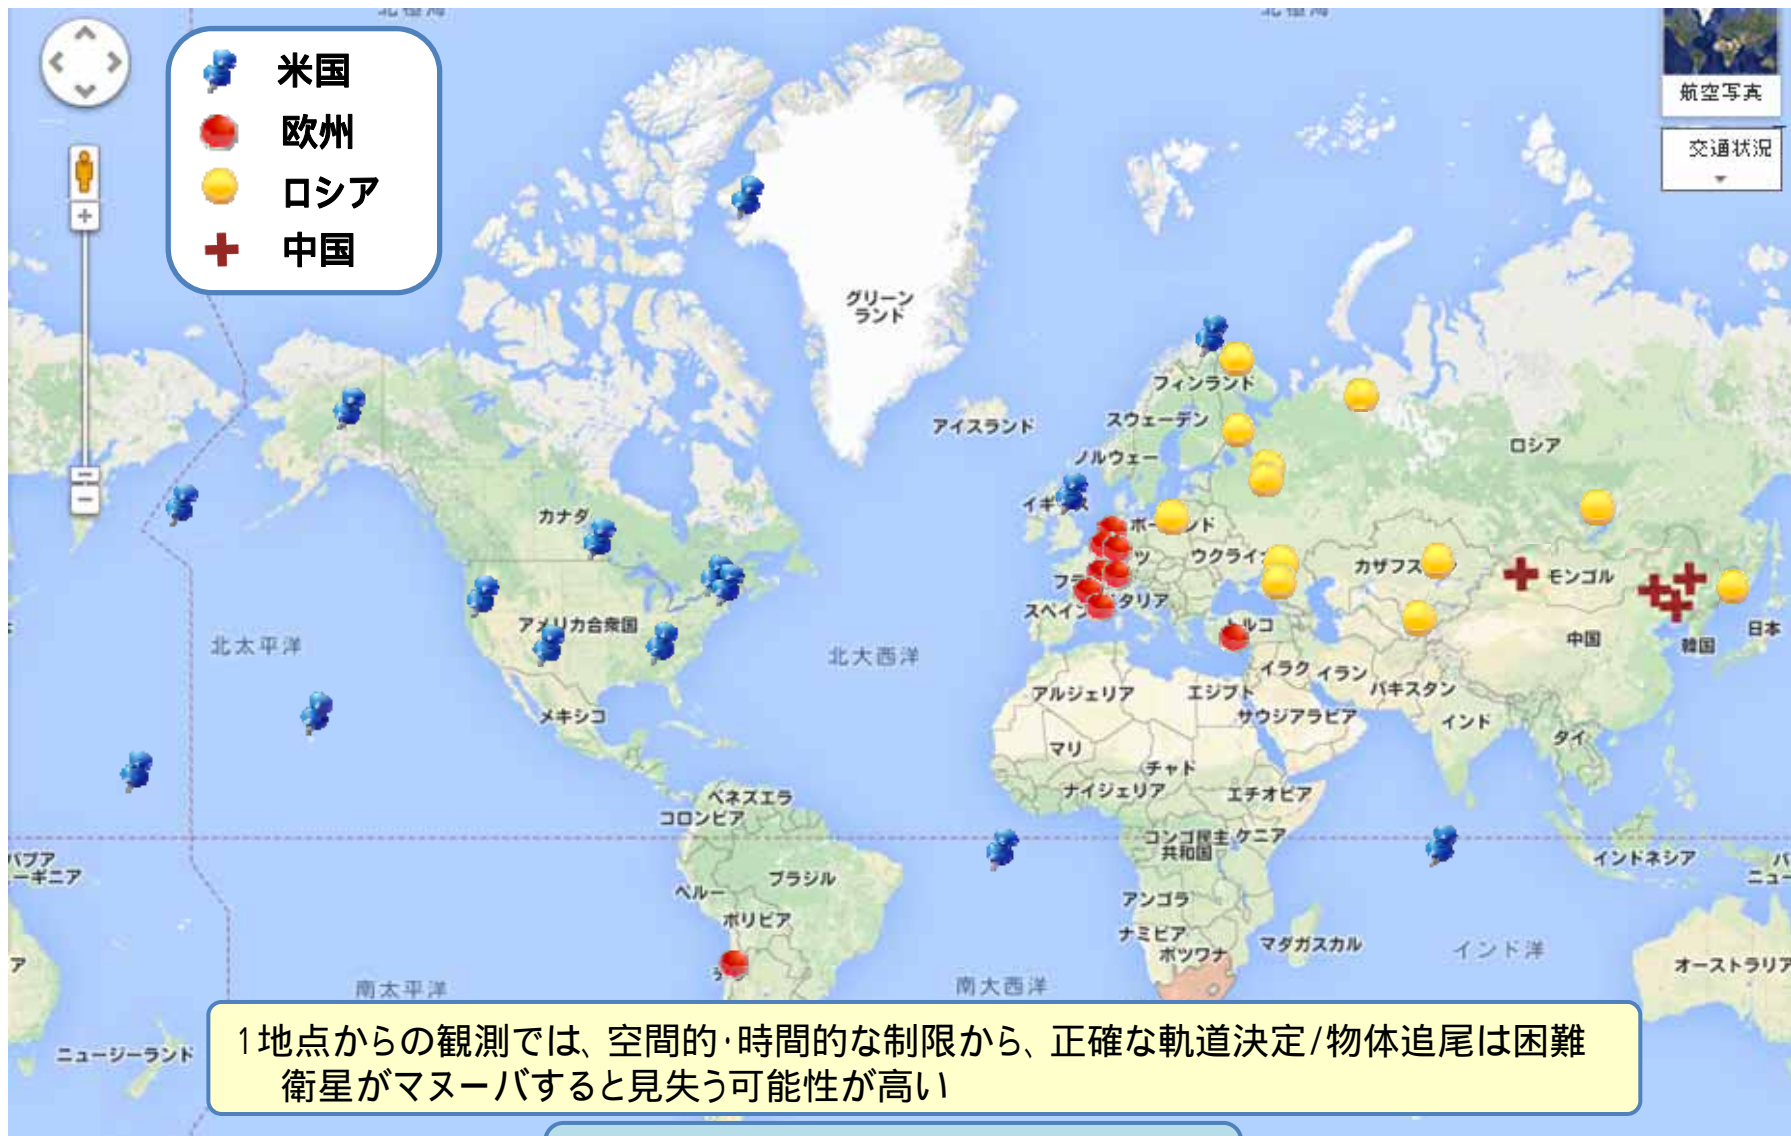 米国
欧州
ロシア
中国
航空写真
交通状況
グリーン
ランド
フィンランド
アイスランド
スウェーデン
ノルウェー
ロシア
カナダ
ウクライ
カザフス
モンゴル
スペイン
タリア
アメリカ合衆国
トルコ
中国
韓国
日本
北太平洋
北大西洋
イラク
イラン
アルジェリア
エジプト
パキスタン
メキシコ
サウジアラビア
インド
マリ
タイ
チャド
ナイジェリア
エチオピア
ベネズエラ
コロンビア
コンゴ民主
共和国
ケニア
インドネシア
パプア
ーギニア
ペルー
ブラジル
アンゴラ
ボリビア
ナミビア
ボツワナ
マダガスカル
インド洋
オーストラリア
南太平洋
南大西洋
ニュージーランド
1地点からの観測では、空間的・時間的な制限から、正確な軌道決定/物体追尾は困難
衛星がマヌーバすると見失う可能性が高い